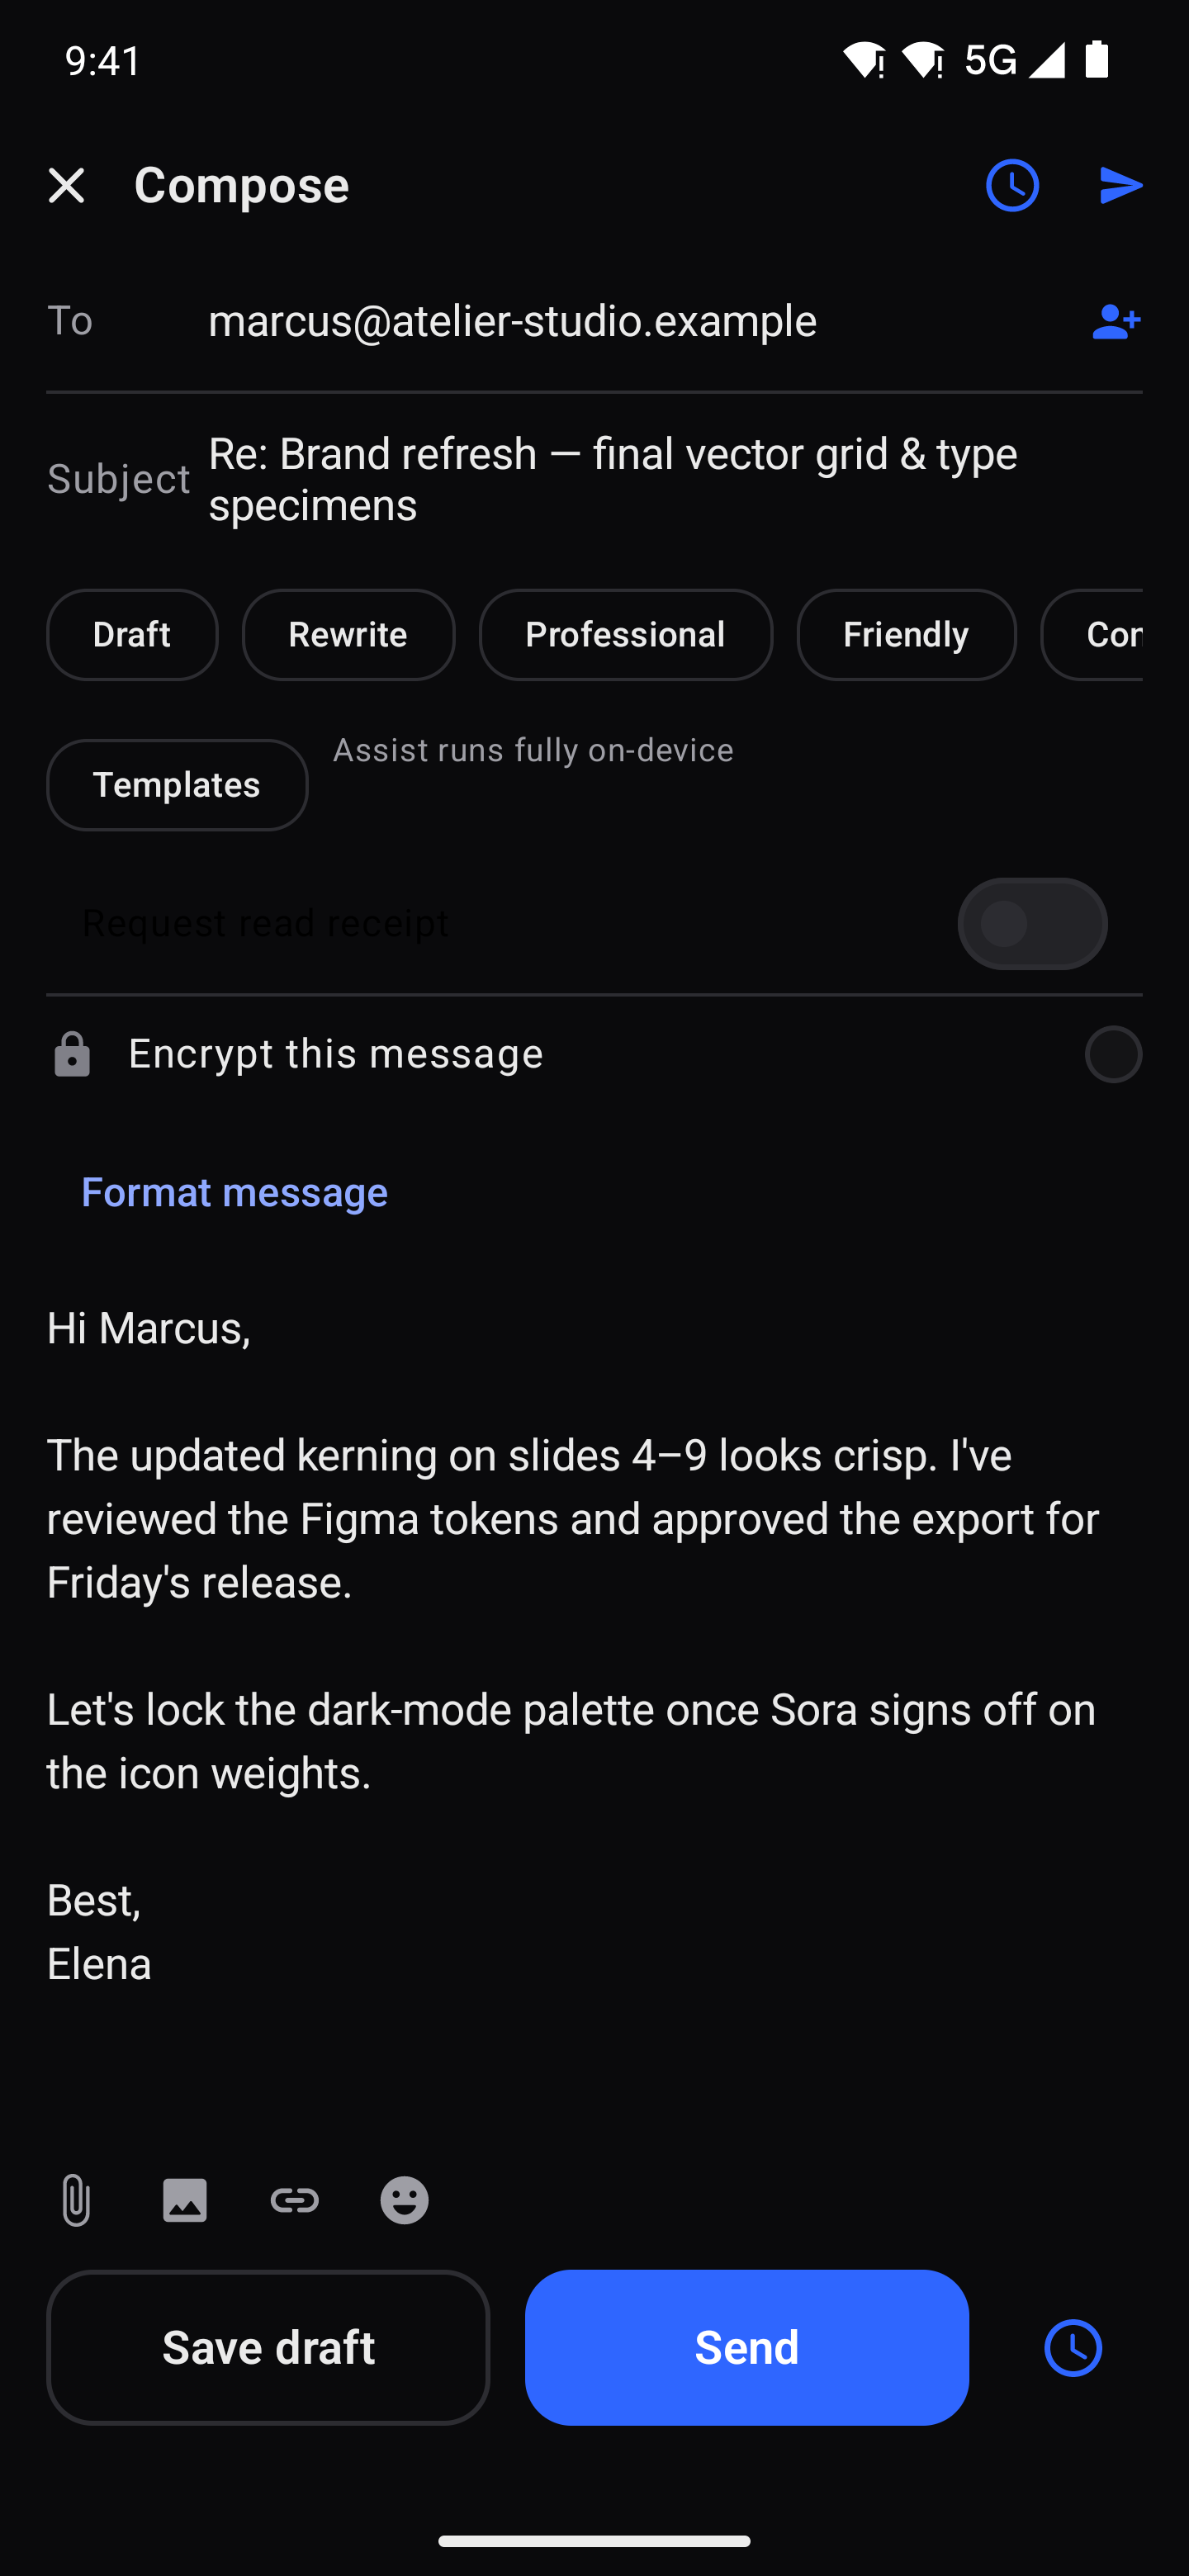 9:41
5G
Compose
To
marcus@atelier-studio.example
Subject
Re: Brand refresh — final vector grid & type
specimens
Draft
Rewrite
Professional
Friendly
Templates
Assist runs fully on-device
Request read receipt
Encrypt this message
Format message
Hi Marcus,
The updated kerning on slides 4–9 looks crisp. I've
reviewed the Figma tokens and approved the export for
Friday's release.
Let's lock the dark-mode palette once Sora signs off on
the icon weights.
Best,
Elena
Save draft
Send